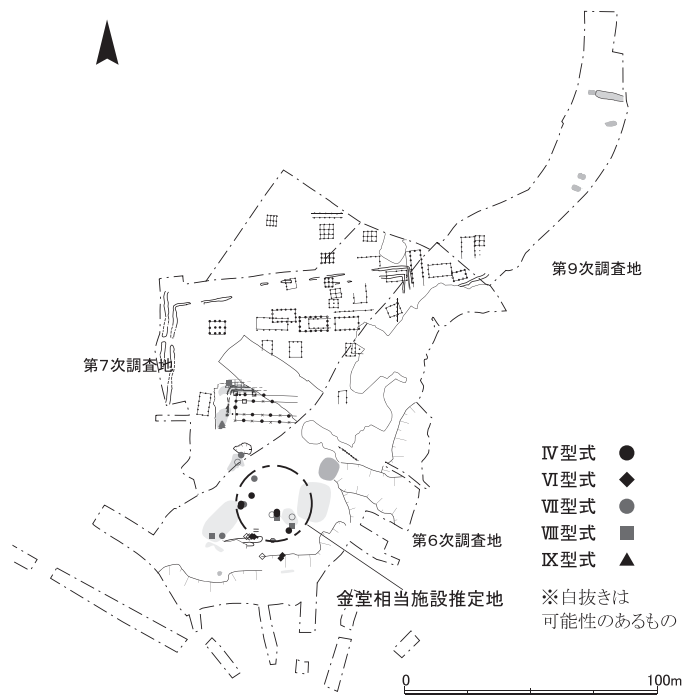 第9次調査地
第7次調査地
Ⅳ型式
Ⅵ型式
Ⅶ型式
Ⅷ型式
Ⅸ型式
第6次調査地
※白抜きは
可能性のあるもの
金堂相当施設推定地
0 100m